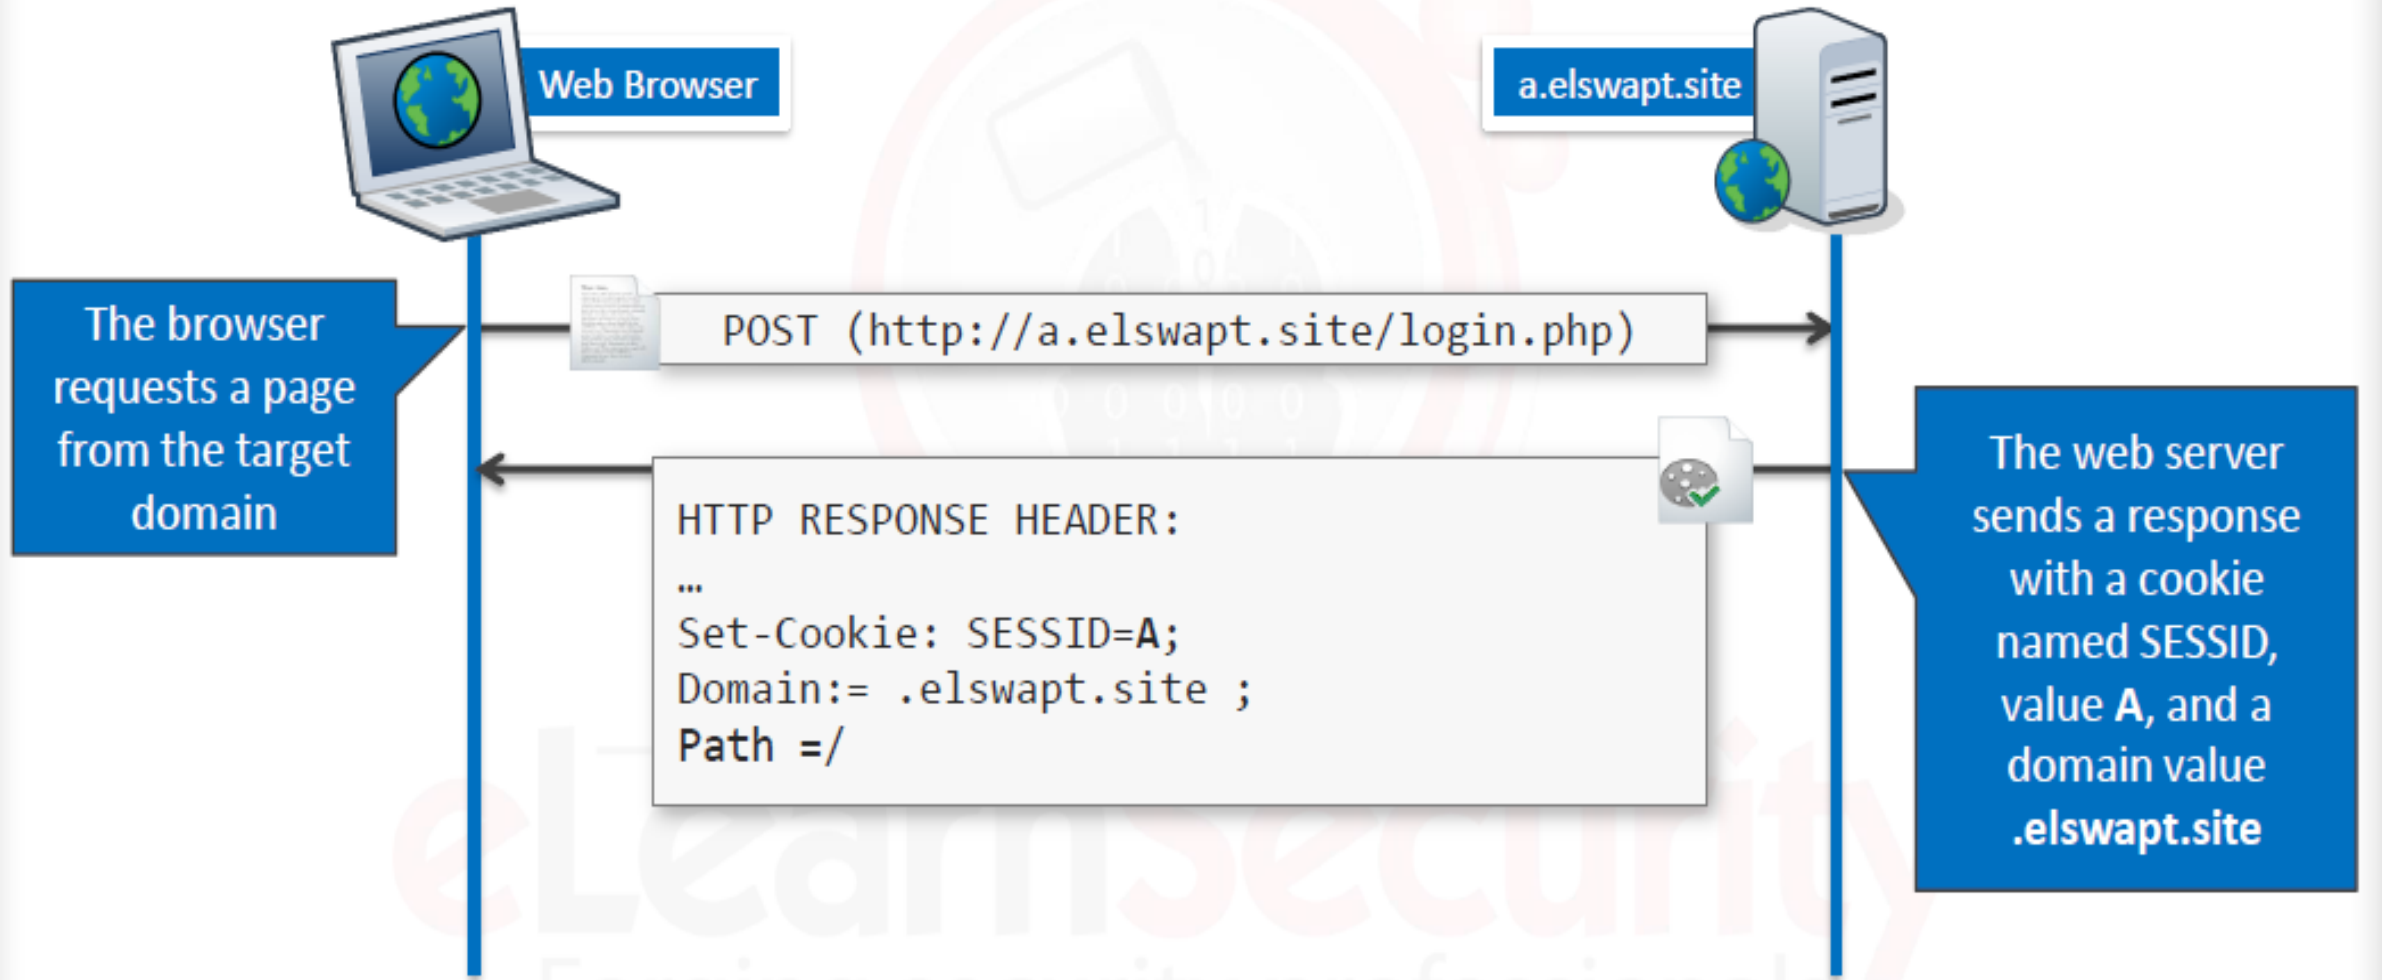 Web Browser
a.elswapt.site
The browser
requests a page
from the target
domain
POST (http://a.elswapt.site/login.php)
HTTP RESPONSE HEADER:
…
Set-Cookie: SESSID=A;
Domain:= .elswapt.site ;
Path =/
The web server
sends a response
with a cookie
named SESSID,
value A, and a
domain value
.elswapt.site
eLearnSecurity